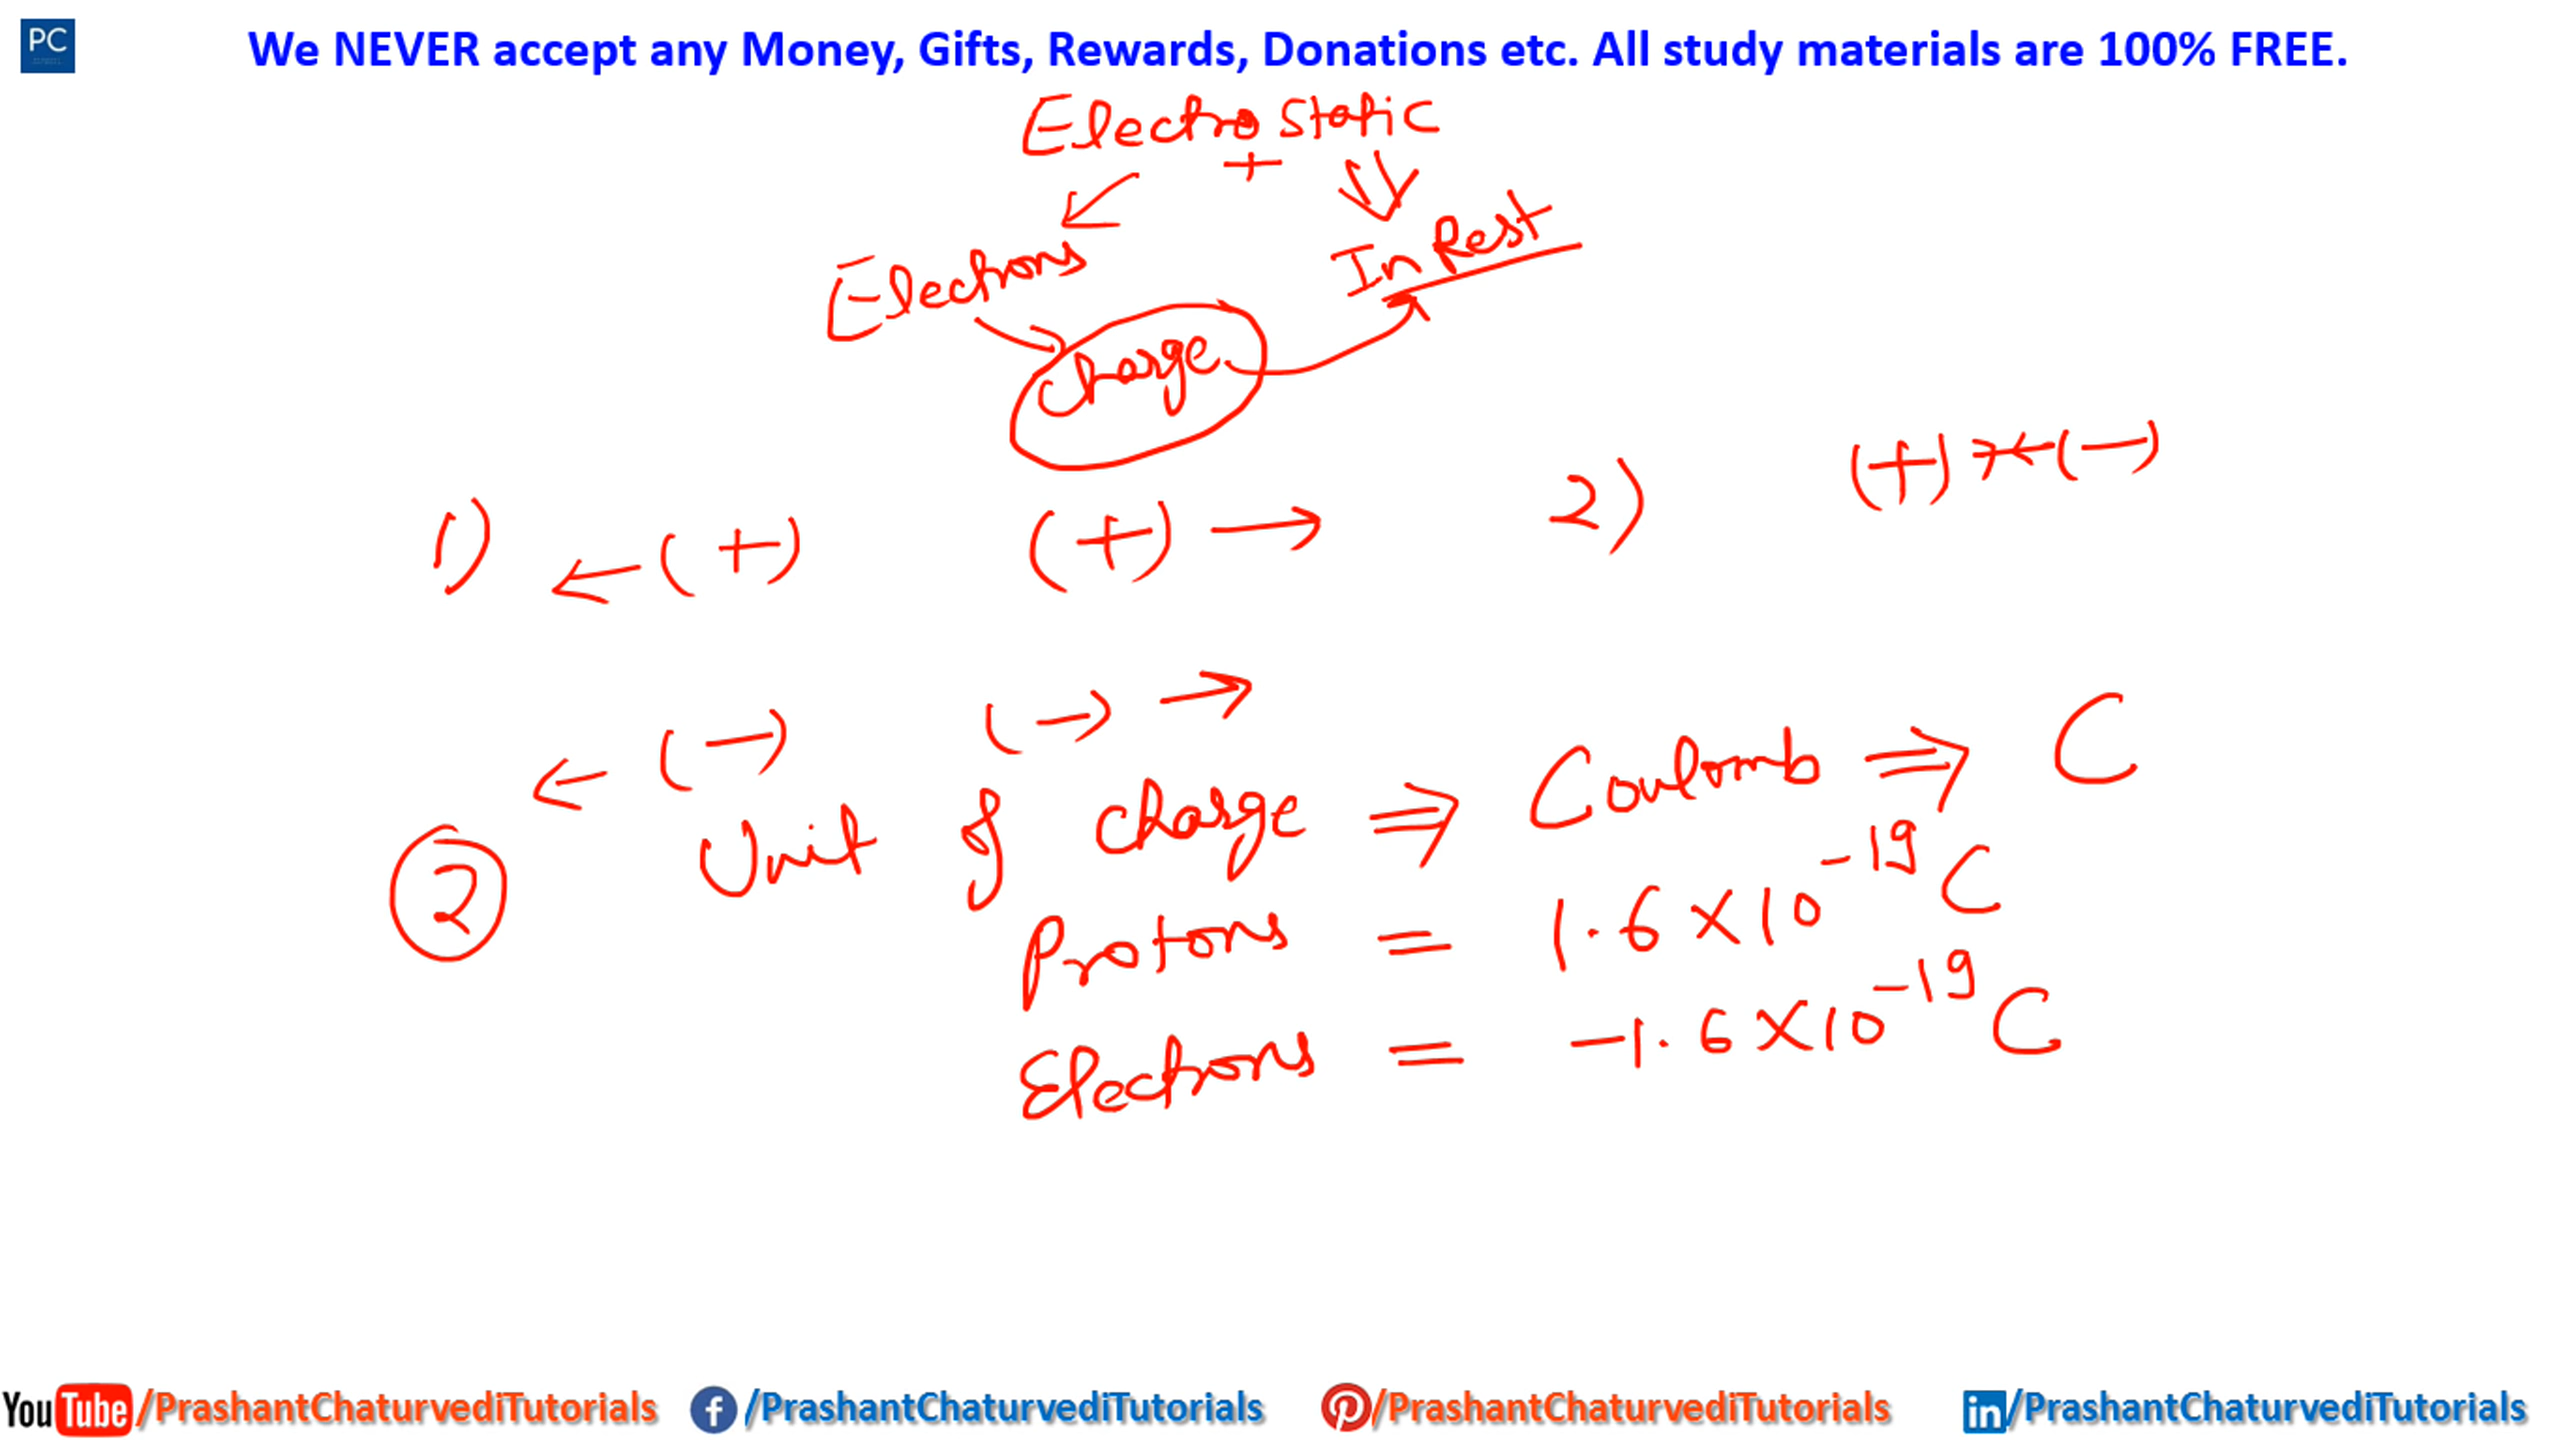 PC
We NEVER accept any Money, Gifts, Rewards, Donations etc. All study materials are 100% FREE.
Electro static
+
Electrons
In Rest
Charge
1) ← (+) (+) →
2) (+) →← (−)
← (−) (−) →
2 Unit of charge ⇒ Coulomb ⇒ C
Protons = 1.6 × 10⁻¹⁹ C
Electrons = −1.6 × 10⁻¹⁹ C
YouTube /PrashantChaturvediTutorials f /PrashantChaturvediTutorials /PrashantChaturvediTutorials in /PrashantChaturvediTutorials